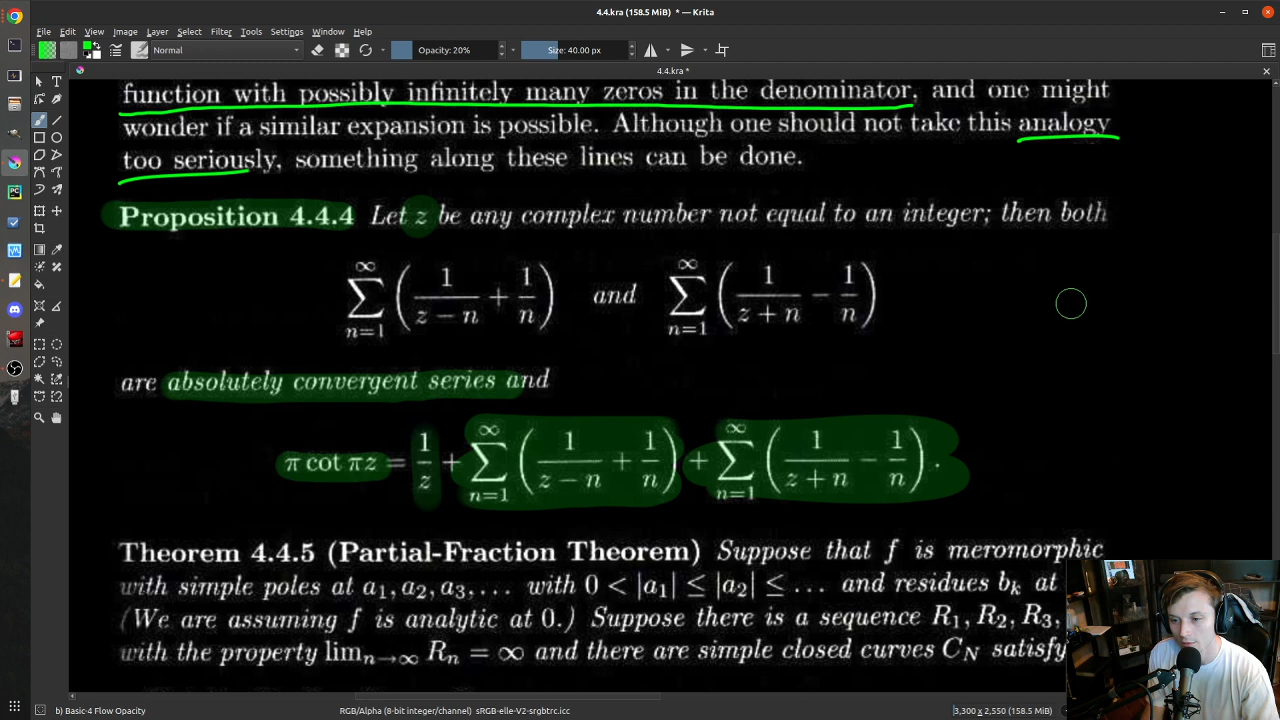 4.4.kra (158.5 MiB) * — Krita
File Edit View Image Layer Select Filter Tools Settings Window Help
Normal Opacity: 20% Size: 40.00 px
4.4.kra *
function with possibly infinitely many zeros in the denominator, and one might
wonder if a similar expansion is possible. Although one should not take this analogy
too seriously, something along these lines can be done.
Proposition 4.4.4 Let z be any complex number not equal to an integer; then both
∑_{n=1}^{∞} (1/(z − n) + 1/n) and ∑_{n=1}^{∞} (1/(z + n) − 1/n)
are absolutely convergent series and
π cot πz = 1/z + ∑_{n=1}^{∞} (1/(z − n) + 1/n) + ∑_{n=1}^{∞} (1/(z + n) − 1/n).
Theorem 4.4.5 (Partial-Fraction Theorem) Suppose that f is meromorphic
with simple poles at a₁, a₂, a₃, … with 0 < |a₁| ≤ |a₂| ≤ … and residues bₖ at
(We are assuming f is analytic at 0.) Suppose there is a sequence R₁, R₂, R₃,
with the property lim_{n→∞} Rₙ = ∞ and there are simple closed curves C_N satisfy
b) Basic-4 Flow Opacity RGB/Alpha (8-bit integer/channel) sRGB-elle-V2-srgbtrc.icc 3,300 x 2,550 (158.5 MiB)